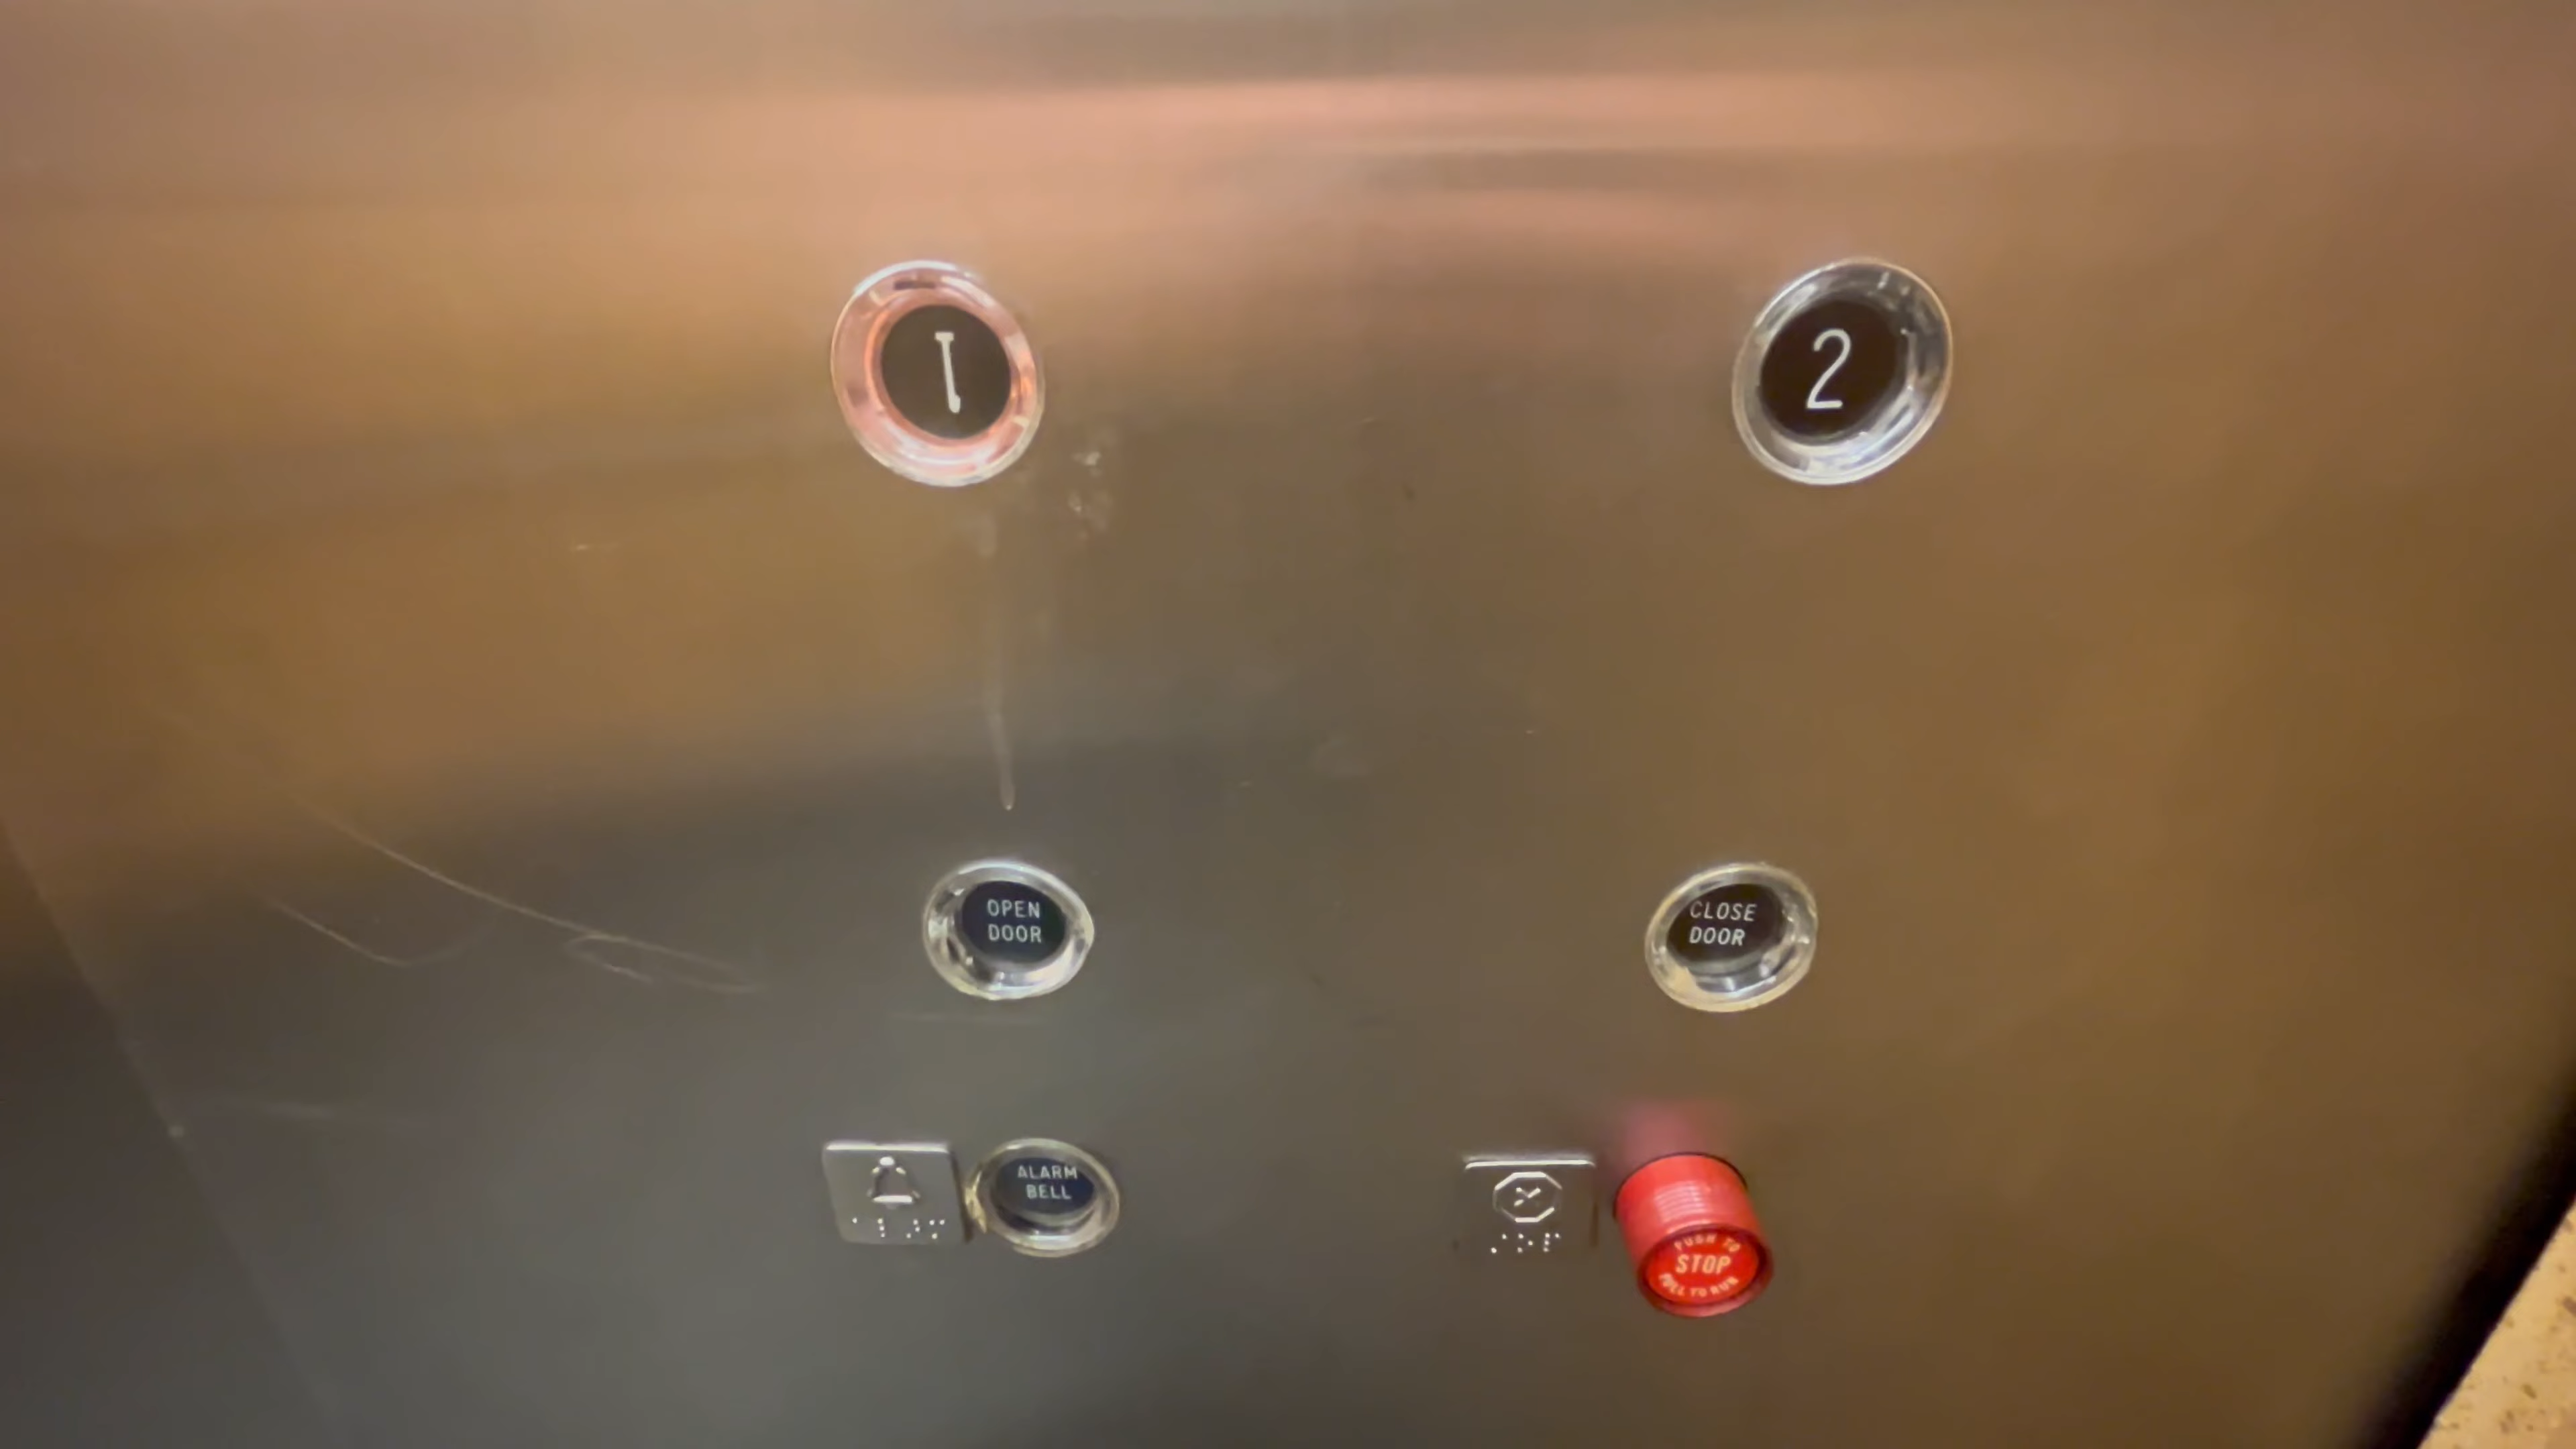 1
2
OPEN
DOOR
CLOSE
DOOR
ALARM
BELL
PUSH TO
STOP
PULL TO RUN